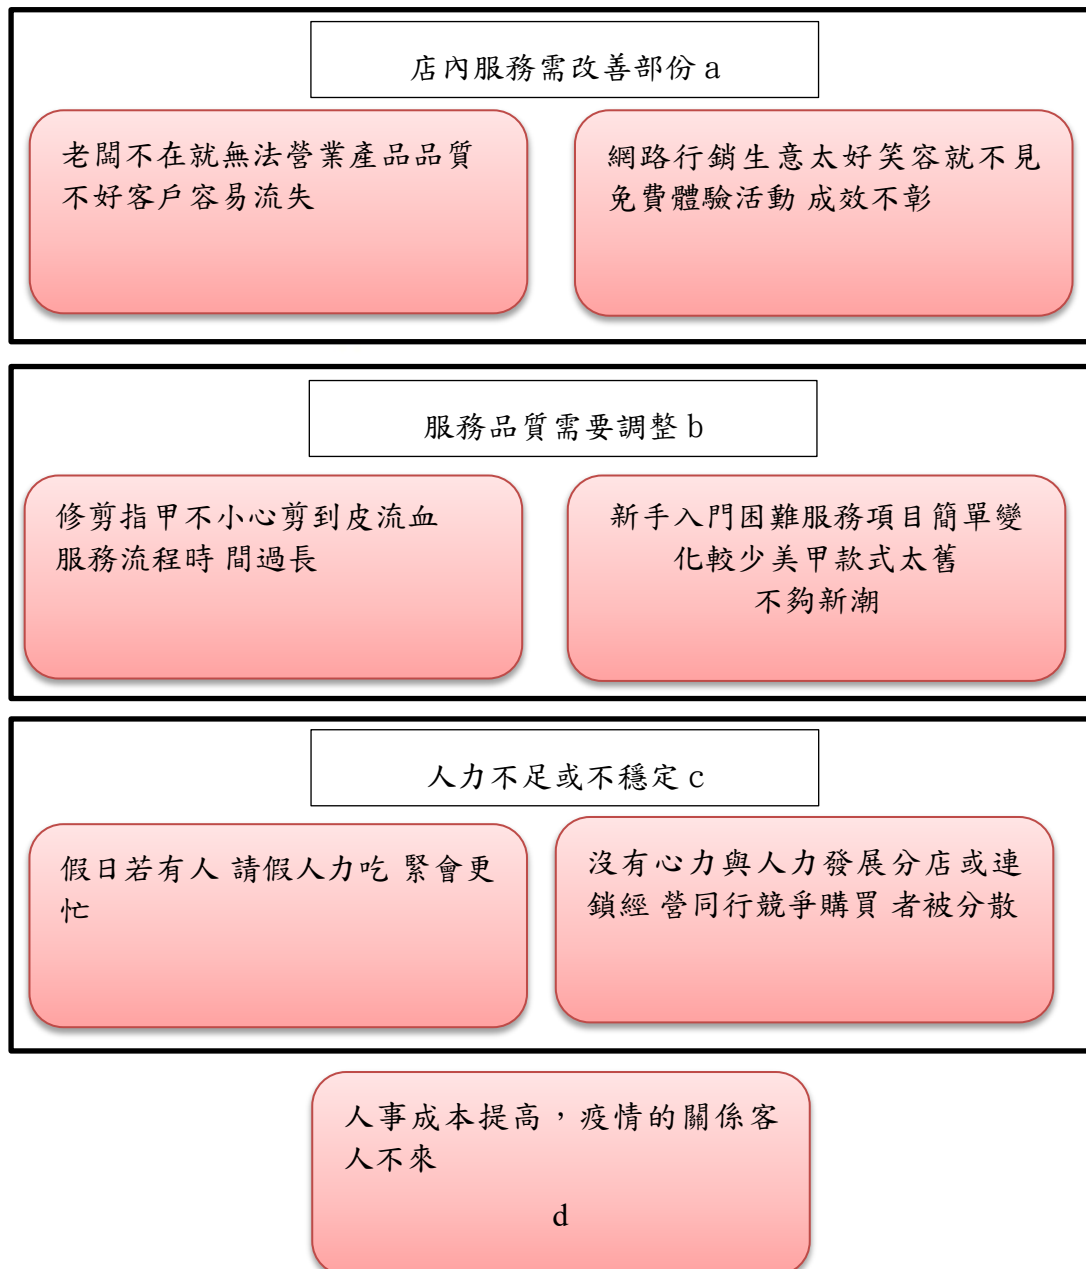 店內服務需改善部份 a
老闆不在就無法營業產品品質
不好客戶容易流失
網路行銷生意太好笑容就不見
免費體驗活動 成效不彰
服務品質需要調整 b
修剪指甲不小心剪到皮流血
服務流程時 間過長
新手入門困難服務項目簡單變
化較少美甲款式太舊
不夠新潮
人力不足或不穩定 c
假日若有人 請假人力吃 緊會更
忙
沒有心力與人力發展分店或連
鎖經 營同行競爭購買 者被分散
人事成本提高，疫情的關係客
人不來
d